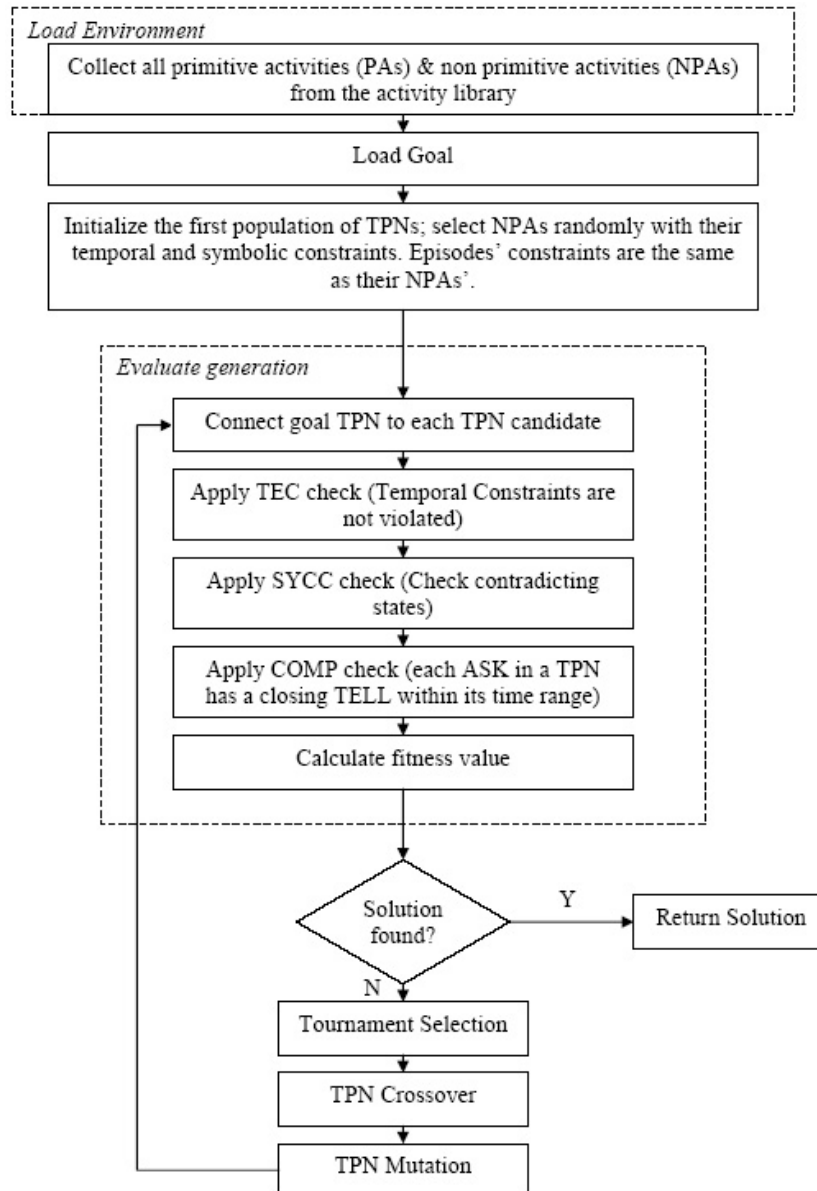 Load Environment
Collect all primitive activities (PAs) & non primitive activities (NPAs)
from the activity library
Load Goal
Initialize the first population of TPNs; select NPAs randomly with their
temporal and symbolic constraints. Episodes’ constraints are the same
as their NPAs’.
Evaluate generation
Connect goal TPN to each TPN candidate
Apply TEC check (Temporal Constraints are
not violated)
Apply SYCC check (Check contradicting
states)
Apply COMP check (each ASK in a TPN
has a closing TELL within its time range)
Calculate fitness value
Solution
found?
Y
Return Solution
N
Tournament Selection
TPN Crossover
TPN Mutation